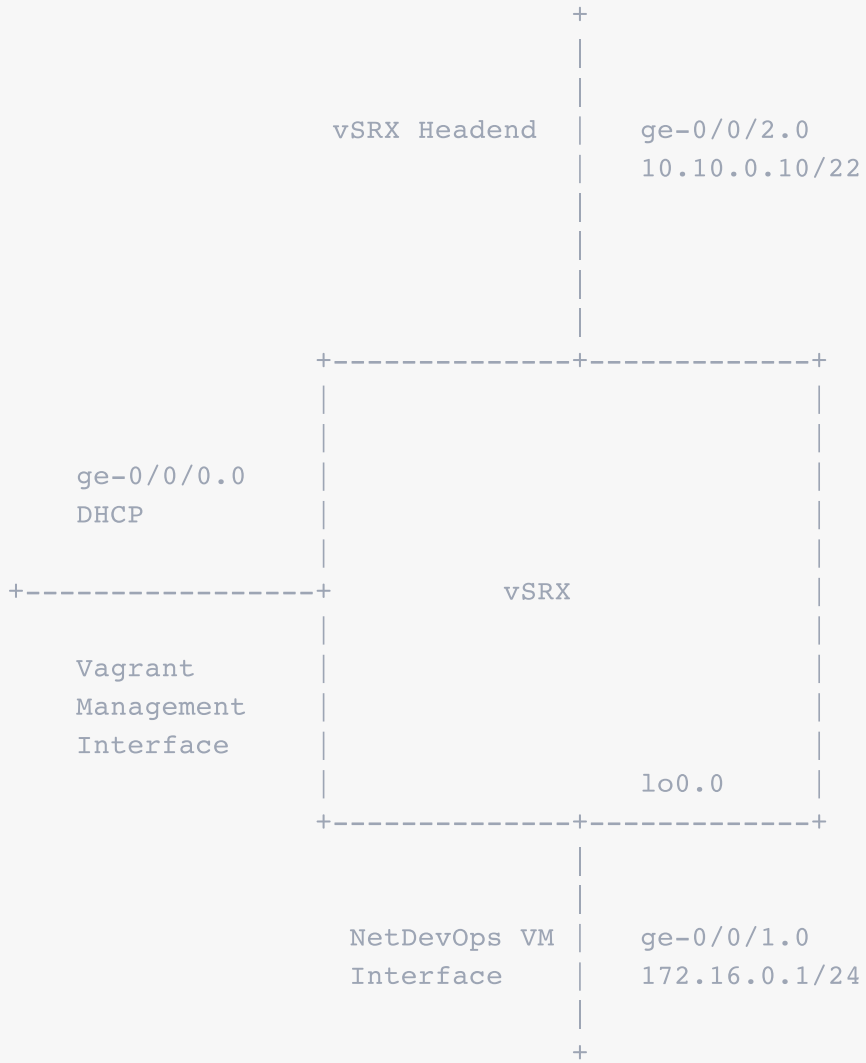 vSRX Headend ge-0/0/2.0
10.10.0.10/22
ge-0/0/0.0
DHCP
vSRX
Vagrant
Management
Interface
lo0.0
NetDevOps VM ge-0/0/1.0
Interface 172.16.0.1/24